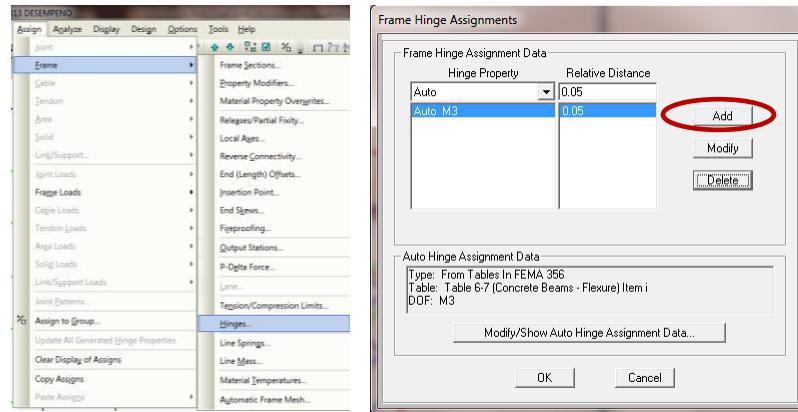 13 DESEMPENO
Assign Analyze Display Design Options Tools Help
Joint
Frame
Cable
Tendon
Area
Solid
Link/Support...
Joint Loads
Frame Loads
Cable Loads
Tendon Loads
Area Loads
Solid Loads
Link/Support Loads
Joint Patterns...
Assign to Group...
Update All Generated Hinge Properties
Clear Display of Assigns
Copy Assigns
Paste Assigns
Frame Sections...
Property Modifiers...
Material Property Overwrites...
Releases/Partial Fixity...
Local Axes...
Reverse Connectivity...
End (Length) Offsets...
Insertion Point...
End Skews...
Fireproofing...
Output Stations...
P-Delta Force...
Lane...
Tension/Compression Limits...
Hinges...
Line Springs...
Line Mass...
Material Temperatures...
Automatic Frame Mesh...
Frame Hinge Assignments
Frame Hinge Assignment Data
Hinge Property Relative Distance
Auto 0.05
Auto M3 0.05
Add
Modify
Delete
Auto Hinge Assignment Data
Type: From Tables In FEMA 356
Table: Table 6-7 (Concrete Beams - Flexure) Item i
DOF: M3
Modify/Show Auto Hinge Assignment Data...
OK Cancel